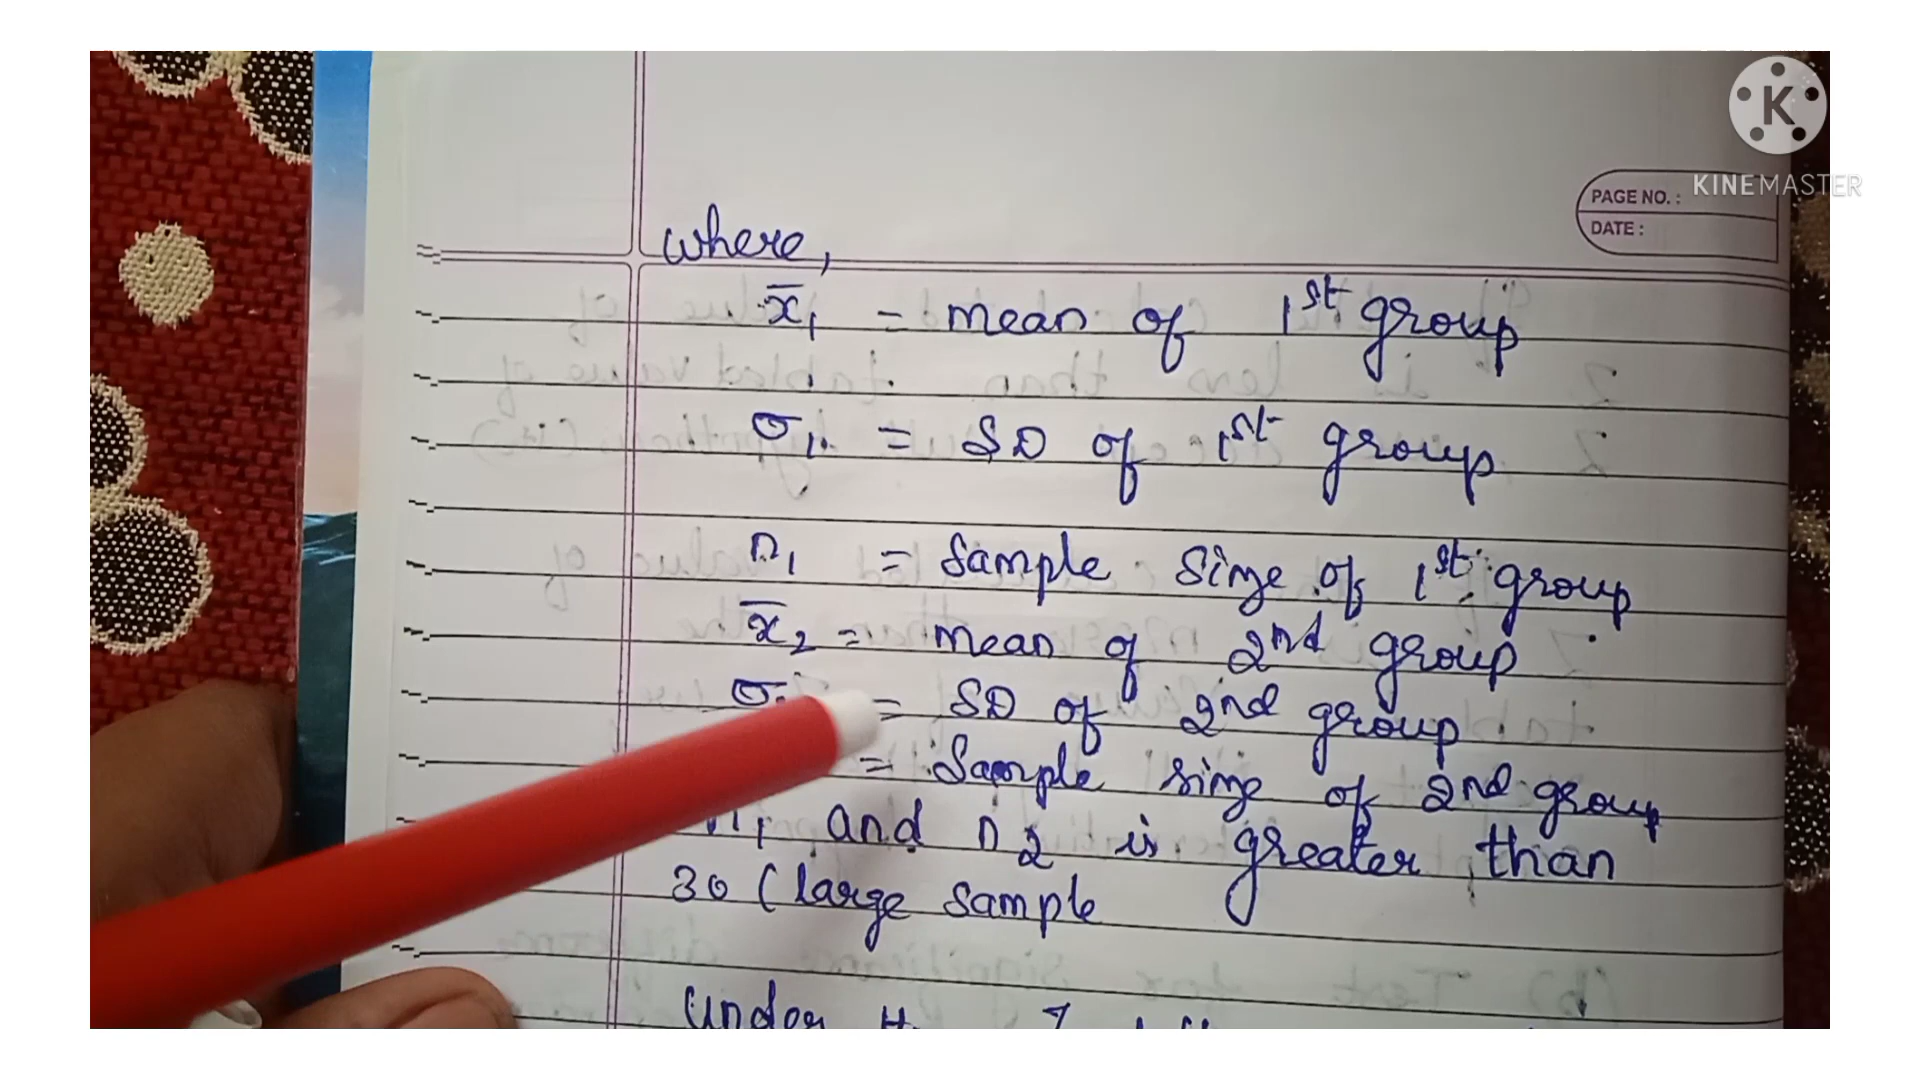 KINEMASTER
PAGE NO. :
DATE :
where,
x̄₁ = mean of 1st group
σ₁ = SD of 1st group
n₁ = Sample Size of 1st group
x̄₂ = mean of 2nd group
σ = SD of 2nd group
= Sample size of 2nd group
n₁ and n₂ is greater than
30 (large sample
Under